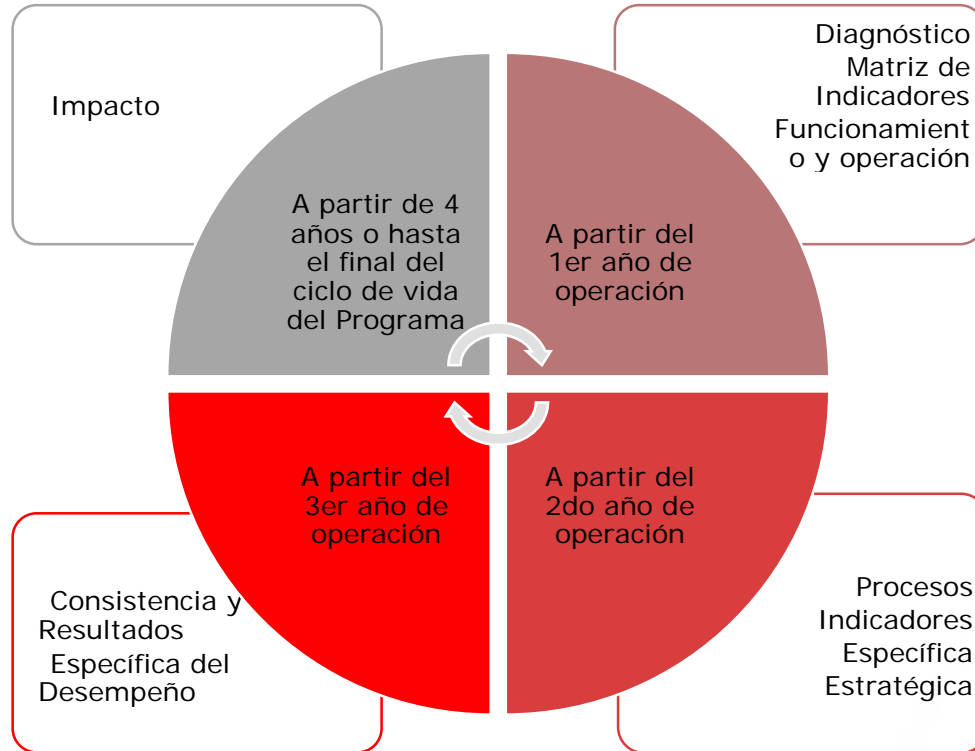 Impacto
Diagnóstico
Matriz de
Indicadores
Funcionamient
o y operación
A partir de 4
años o hasta
el final del
ciclo de vida
del Programa
A partir del
1er año de
operación
A partir del
3er año de
operación
A partir del
2do año de
operación
Consistencia y
Resultados
Específica del
Desempeño
Procesos
Indicadores
Específica
Estratégica